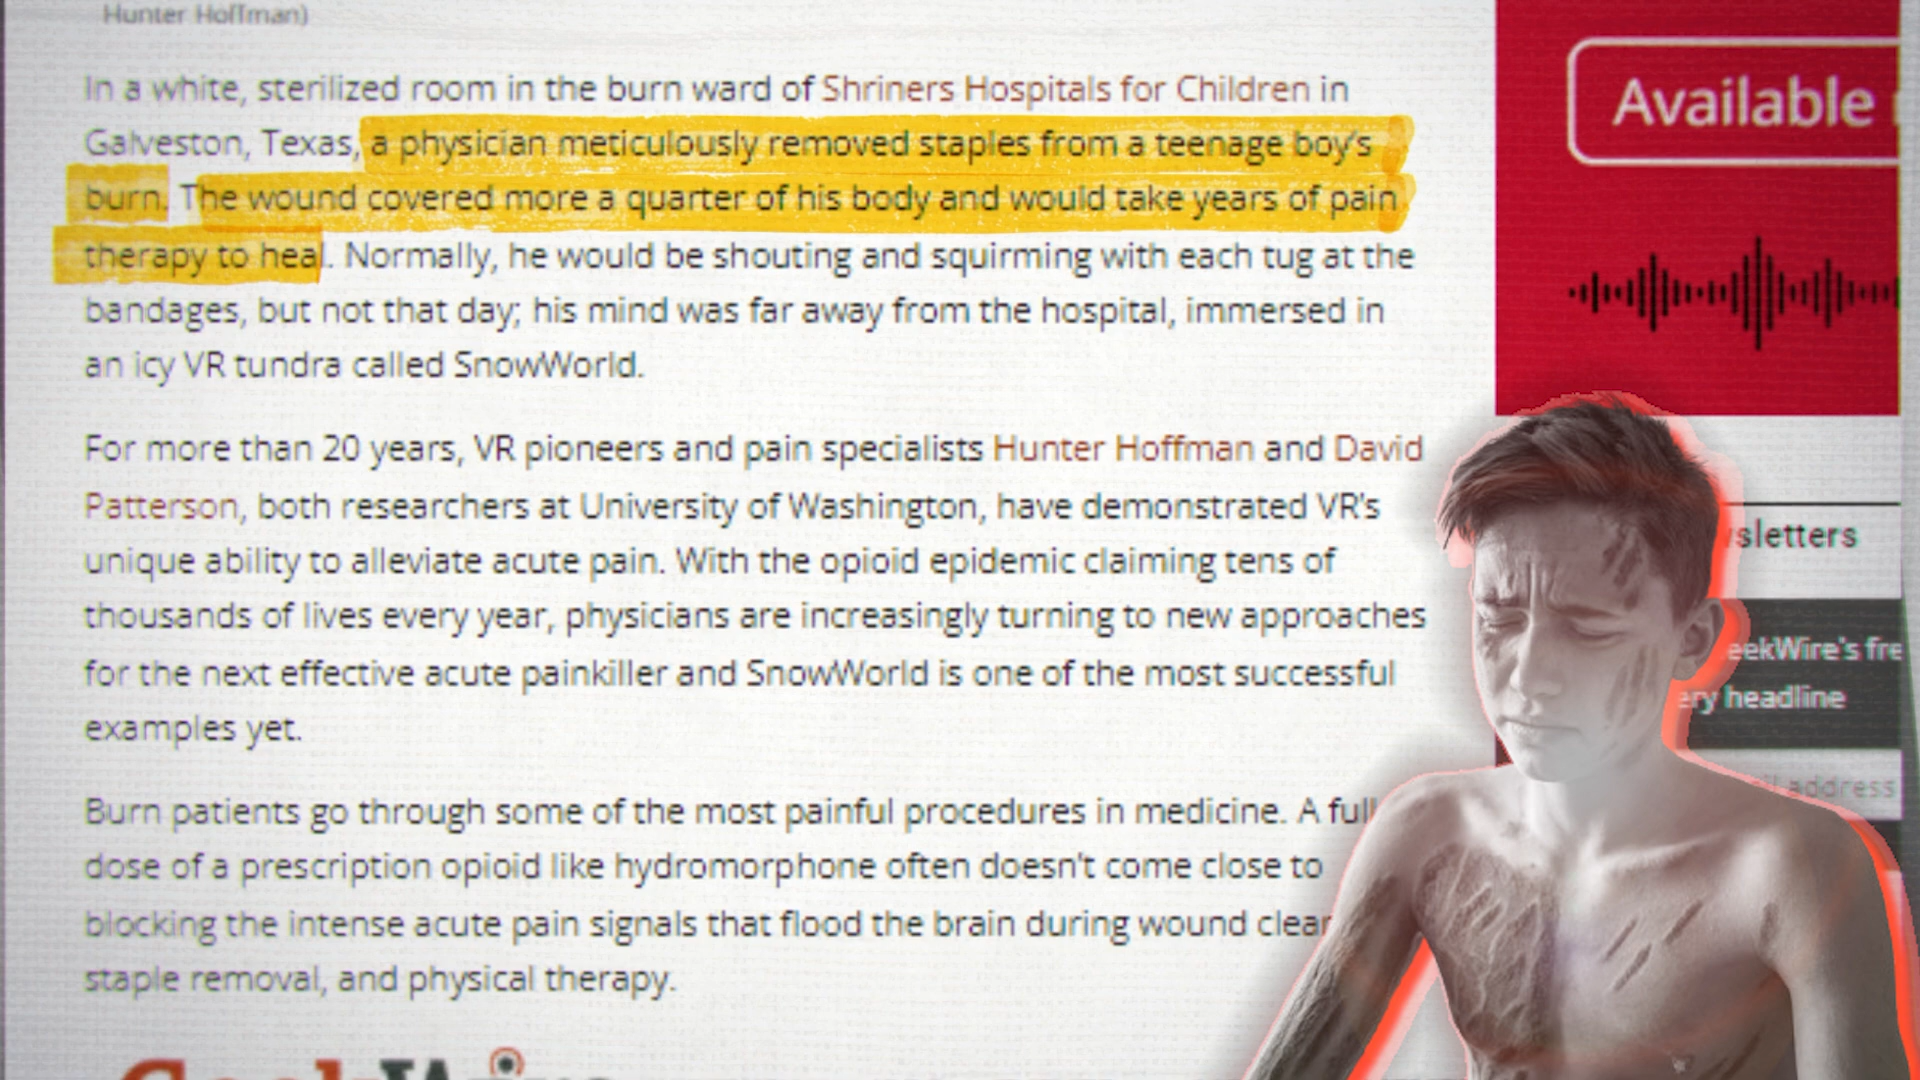 Hunter Hoffman)
In a white, sterilized room in the burn ward of Shriners Hospitals for Children in
Galveston, Texas, a physician meticulously removed staples from a teenage boy's
burn. The wound covered more a quarter of his body and would take years of pain
therapy to heal. Normally, he would be shouting and squirming with each tug at the
bandages, but not that day; his mind was far away from the hospital, immersed in
an icy VR tundra called SnowWorld.
For more than 20 years, VR pioneers and pain specialists Hunter Hoffman and David
Patterson, both researchers at University of Washington, have demonstrated VR's
unique ability to alleviate acute pain. With the opioid epidemic claiming tens of
thousands of lives every year, physicians are increasingly turning to new approaches
for the next effective acute painkiller and SnowWorld is one of the most successful
examples yet.
Burn patients go through some of the most painful procedures in medicine. A full
dose of a prescription opioid like hydromorphone often doesn't come close to
blocking the intense acute pain signals that flood the brain during wound clean
staple removal, and physical therapy.
GeekWire
Available
wsletters
eekWire's fre
ery headline
address